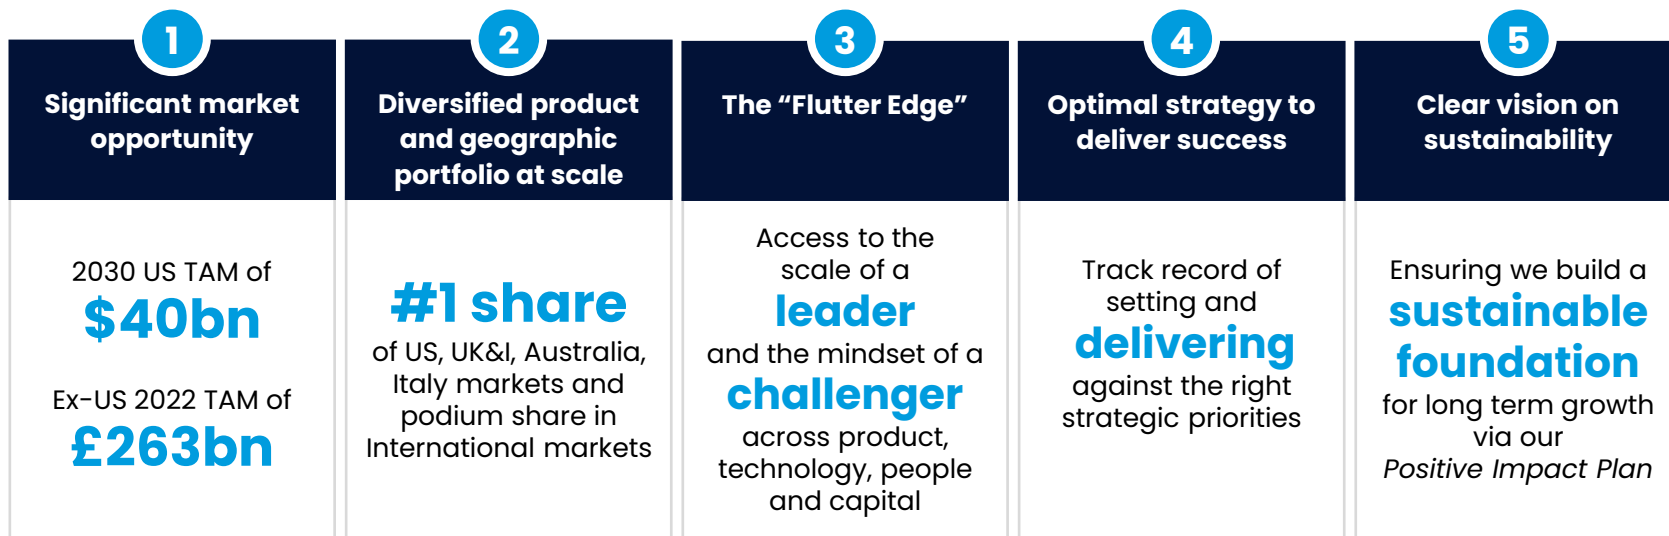 1
Significant market
opportunity
2030 US TAM of
$40bn
Ex-US 2022 TAM of
£263bn
2
Diversified product
and geographic
portfolio at scale
#1 share
of US, UK&I, Australia,
Italy markets and
podium share in
International markets
3
The “Flutter Edge”
Access to the
scale of a
leader
and the mindset of a
challenger
across product,
technology, people
and capital
4
Optimal strategy to
deliver success
Track record of
setting and
delivering
against the right
strategic priorities
5
Clear vision on
sustainability
Ensuring we build a
sustainable
foundation
for long term growth
via our
Positive Impact Plan